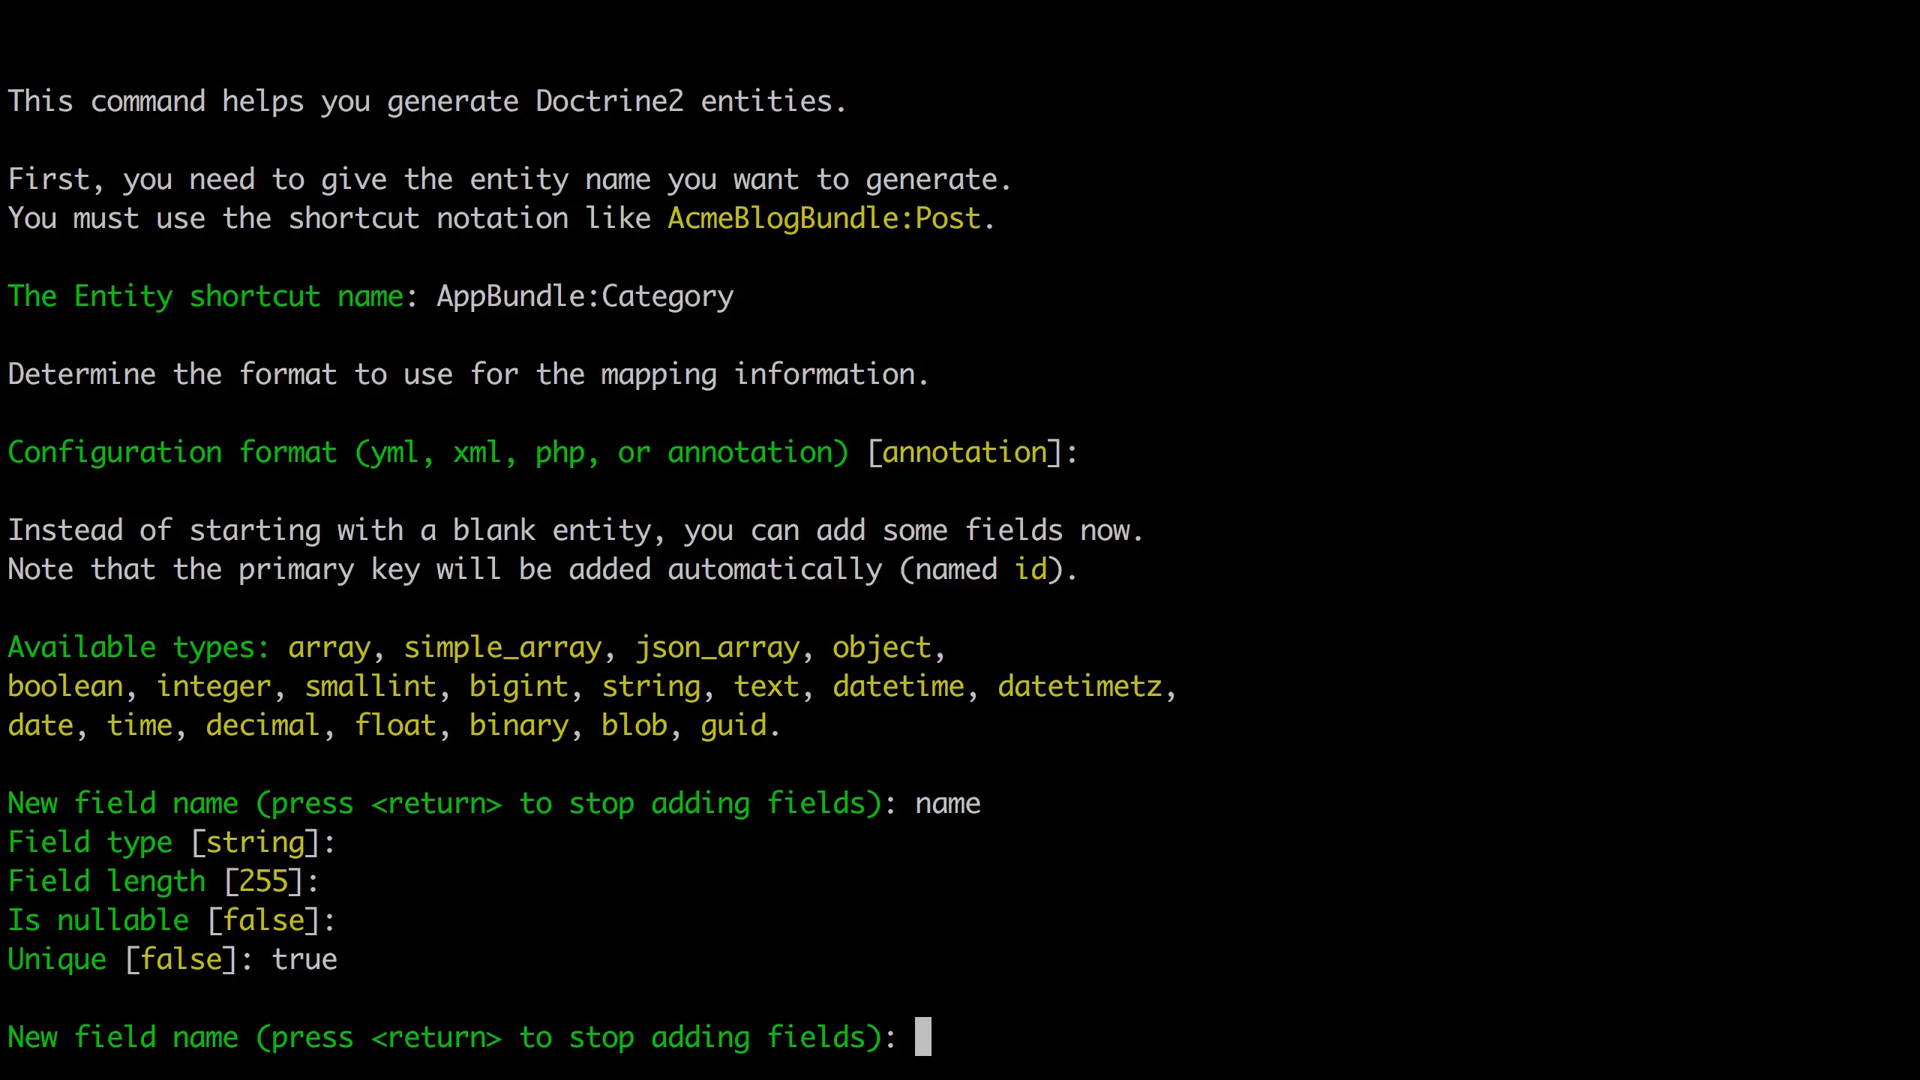 This command helps you generate Doctrine2 entities.
First, you need to give the entity name you want to generate.
You must use the shortcut notation like AcmeBlogBundle:Post.
The Entity shortcut name: AppBundle:Category
Determine the format to use for the mapping information.
Configuration format (yml, xml, php, or annotation) [annotation]:
Instead of starting with a blank entity, you can add some fields now.
Note that the primary key will be added automatically (named id).
Available types: array, simple_array, json_array, object,
boolean, integer, smallint, bigint, string, text, datetime, datetimetz,
date, time, decimal, float, binary, blob, guid.
New field name (press <return> to stop adding fields): name
Field type [string]:
Field length [255]:
Is nullable [false]:
Unique [false]: true
New field name (press <return> to stop adding fields):